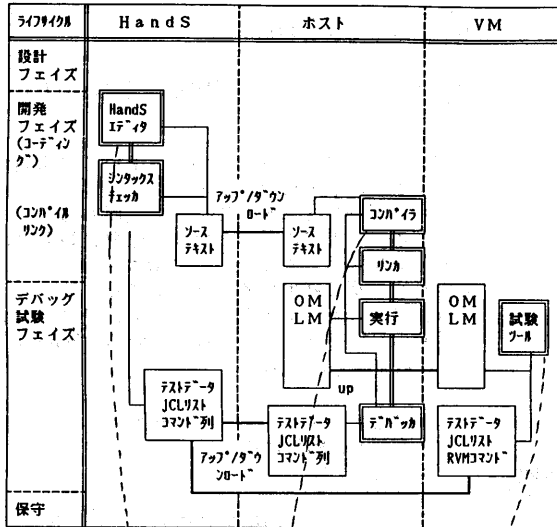 ﾗｲﾌｻｲｸﾙ
ＨａｎｄＳ
ホスト
ＶＭ
設計
フェイズ
開発
フェイズ
(ｺｰﾃﾞｨﾝ
ｸﾞ)
HandS
ｴﾃﾞｨﾀ
ｼﾝﾀｯｸｽ
ﾁｪｯｶ
(ｺﾝﾊﾟｲﾙ
ﾘﾝｸ)
ｱｯﾌﾟ/ﾀﾞｳﾝ
ﾛｰﾄﾞ
ソース
テキスト
ソース
テキスト
ｺﾝﾊﾟｲﾗ
ﾘﾝｶ
デバッグ
試験
フェイズ
ＯＭ
ＬＭ
実行
ＯＭ
ＬＭ
試験
ﾂｰﾙ
up
ﾃｽﾄﾃﾞｰﾀ
JCLﾘｽﾄ
ｺﾏﾝﾄﾞ列
ﾃｽﾄﾃﾞｰﾀ
JCLﾘｽﾄ
ｺﾏﾝﾄﾞ列
ﾃﾞﾊﾞｯｶ
ﾃｽﾄﾃﾞｰﾀ
JCLﾘｽﾄ
RVMｺﾏﾝﾄﾞ
ｱｯﾌﾟ/ﾀﾞｳ
ﾝﾛｰﾄﾞ
保守